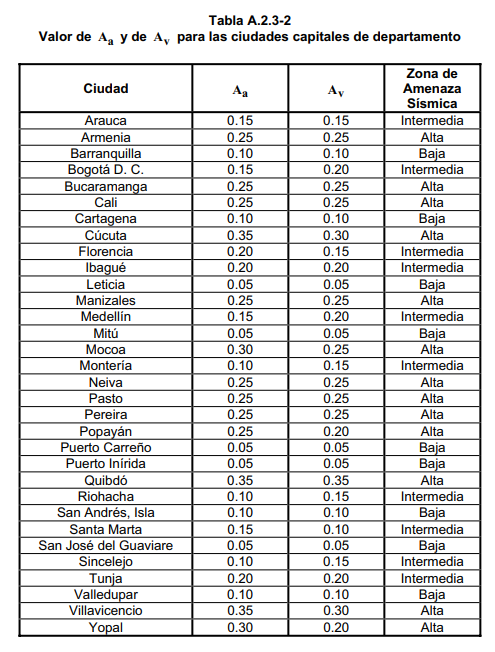 Tabla A.2.3-2
Valor de Aa y de Av para las ciudades capitales de departamento
Ciudad Aa Av Zona de Amenaza Sísmica
Arauca 0.15 0.15 Intermedia
Armenia 0.25 0.25 Alta
Barranquilla 0.10 0.10 Baja
Bogotá D. C. 0.15 0.20 Intermedia
Bucaramanga 0.25 0.25 Alta
Cali 0.25 0.25 Alta
Cartagena 0.10 0.10 Baja
Cúcuta 0.35 0.30 Alta
Florencia 0.20 0.15 Intermedia
Ibagué 0.20 0.20 Intermedia
Leticia 0.05 0.05 Baja
Manizales 0.25 0.25 Alta
Medellín 0.15 0.20 Intermedia
Mitú 0.05 0.05 Baja
Mocoa 0.30 0.25 Alta
Montería 0.10 0.15 Intermedia
Neiva 0.25 0.25 Alta
Pasto 0.25 0.25 Alta
Pereira 0.25 0.25 Alta
Popayán 0.25 0.20 Alta
Puerto Carreño 0.05 0.05 Baja
Puerto Inírida 0.05 0.05 Baja
Quibdó 0.35 0.35 Alta
Riohacha 0.10 0.15 Intermedia
San Andrés, Isla 0.10 0.10 Baja
Santa Marta 0.15 0.10 Intermedia
San José del Guaviare 0.05 0.05 Baja
Sincelejo 0.10 0.15 Intermedia
Tunja 0.20 0.20 Intermedia
Valledupar 0.10 0.10 Baja
Villavicencio 0.35 0.30 Alta
Yopal 0.30 0.20 Alta